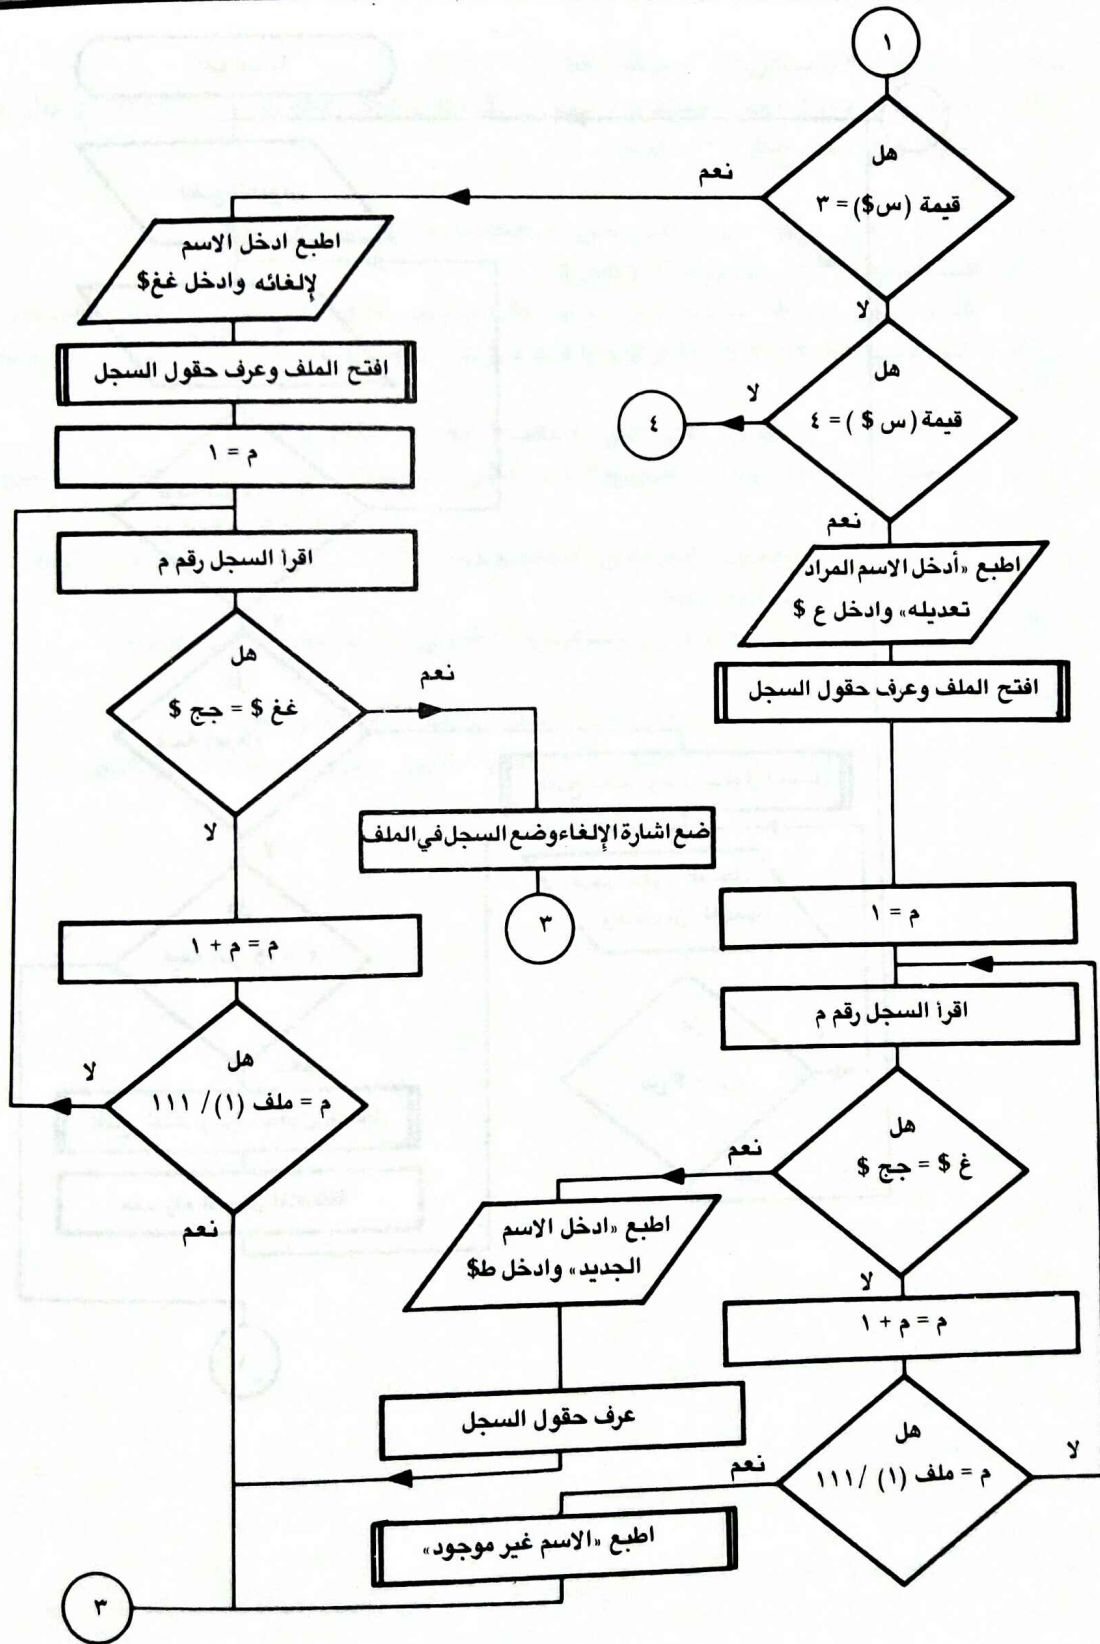 ١
هل
قيمة (س$) = ٣
نعم
لا
اطبع ادخل الاسم
لإلغائه وادخل غغ$
افتح الملف وعرف حقول السجل
م = ١
اقرأ السجل رقم م
هل
غغ $ = جج $
نعم
لا
ضع اشارة الإلغاء وضع السجل في الملف
٣
م = م + ١
هل
م = ملف (١) / ١١١
لا
نعم
هل
قيمة (س $) = ٤
لا
٤
نعم
اطبع «أدخل الاسم المراد
تعديله» وادخل ع $
افتح الملف وعرف حقول السجل
م = ١
اقرأ السجل رقم م
هل
غ $ = جج $
نعم
لا
اطبع «ادخل الاسم
الجديد» وادخل ط$
عرف حقول السجل
م = م + ١
هل
م = ملف (١) / ١١١
لا
نعم
اطبع «الاسم غير موجود»
٣